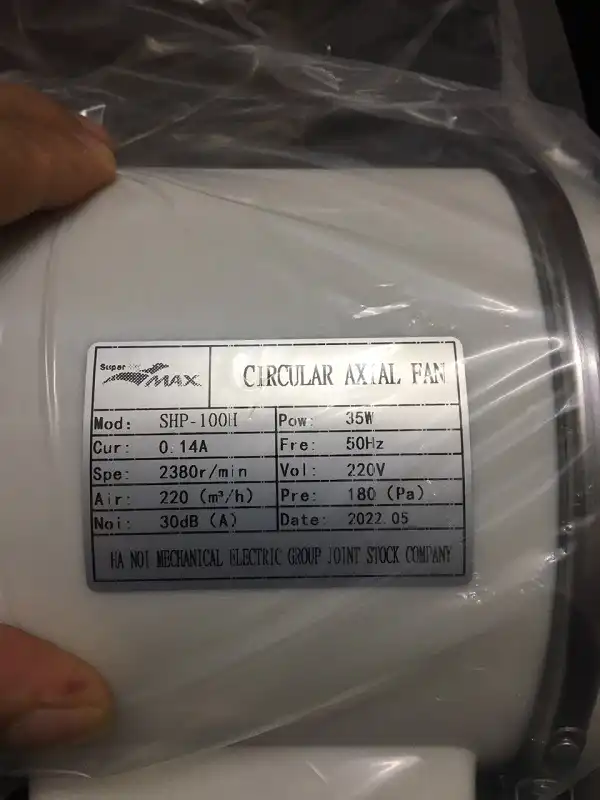 Super
MAX
CIRCULAR AXIAL FAN
Mod: SHP-100H Pow: 35W
Cur: 0.14A Fre: 50Hz
Spe: 2380r/min Vol: 220V
Air: 220 (m³/h) Pre: 180 (Pa)
Noi: 30dB (A) Date: 2022.05
HA NOI MECHANICAL ELECTRIC GROUP JOINT STOCK COMPANY